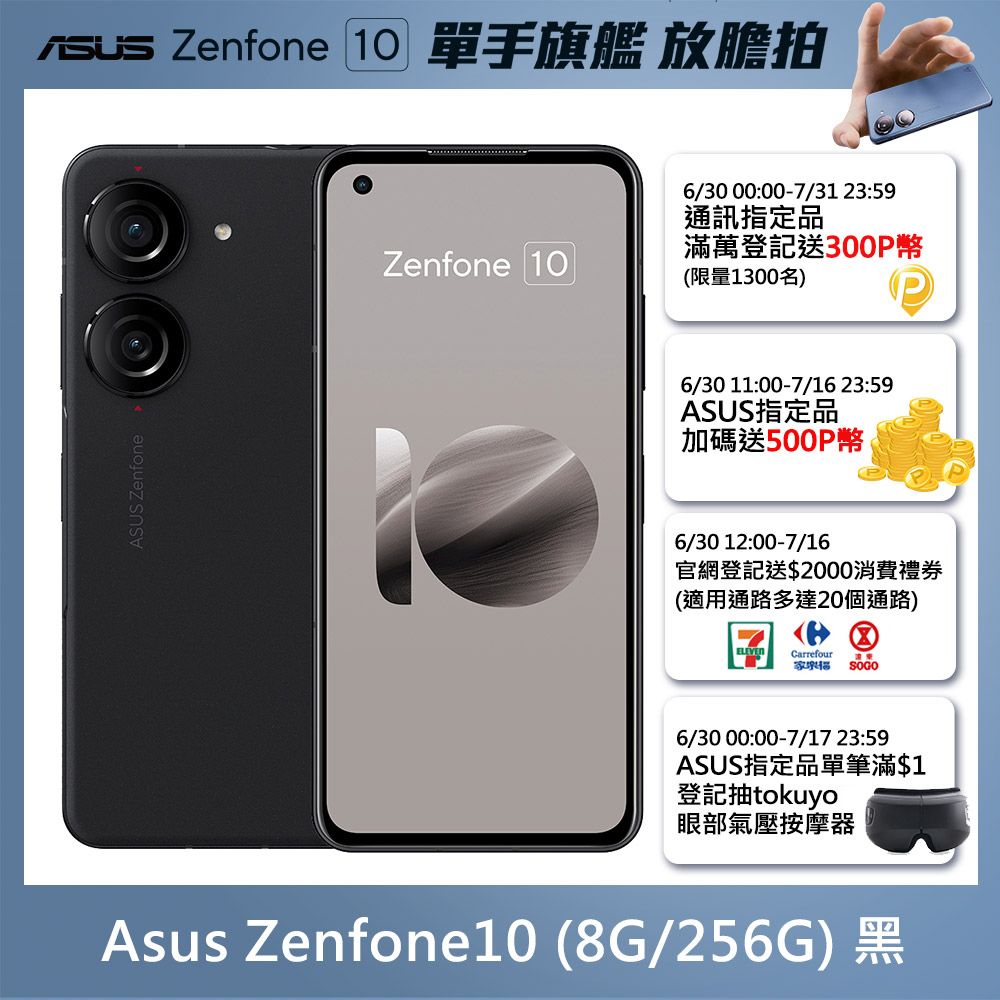 ASUS Zenfone 10 單手旗艦 放膽拍
ASUS Zenfone
Zenfone 10
10
6/30 00:00-7/31 23:59
通訊指定品
滿萬登記送300P幣
(限量1300名)
P
6/30 11:00-7/16 23:59
ASUS指定品
加碼送500P幣
6/30 12:00-7/16
官網登記送$2000消費禮券
(適用通路多達20個通路)
7 ELEVEN
Carrefour
家樂福
遠東
SOGO
6/30 00:00-7/17 23:59
ASUS指定品單筆滿$1
登記抽tokuyo
眼部氣壓按摩器
Asus Zenfone10 (8G/256G) 黑